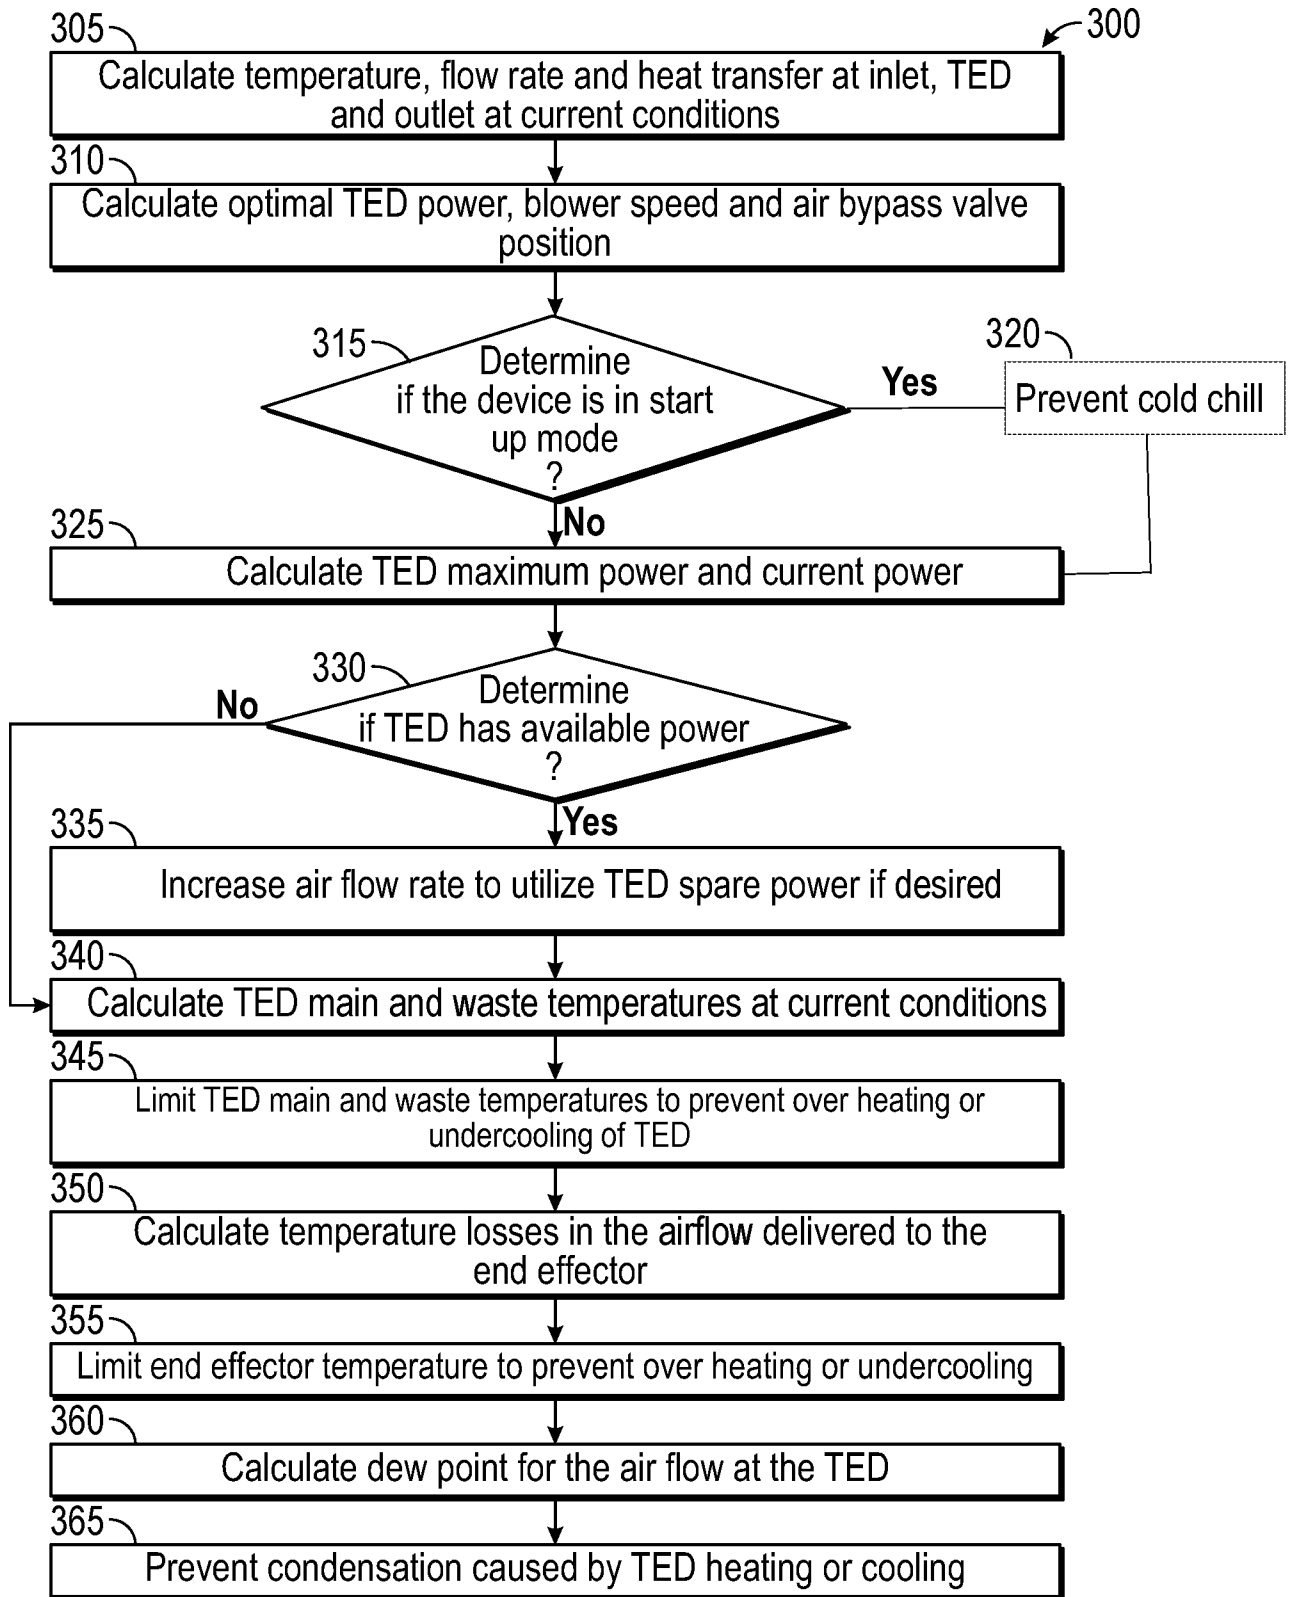 305
300
Calculate temperature, flow rate and heat transfer at inlet, TED
and outlet at current conditions
310
Calculate optimal TED power, blower speed and air bypass valve
position
315
Determine
if the device is in start
up mode
?
Yes
320
Prevent cold chill
No
325
Calculate TED maximum power and current power
330
Determine
if TED has available power
?
No
Yes
335
Increase air flow rate to utilize TED spare power if desired
340
Calculate TED main and waste temperatures at current conditions
345
Limit TED main and waste temperatures to prevent over heating or
undercooling of TED
350
Calculate temperature losses in the airflow delivered to the
end effector
355
Limit end effector temperature to prevent over heating or undercooling
360
Calculate dew point for the air flow at the TED
365
Prevent condensation caused by TED heating or cooling